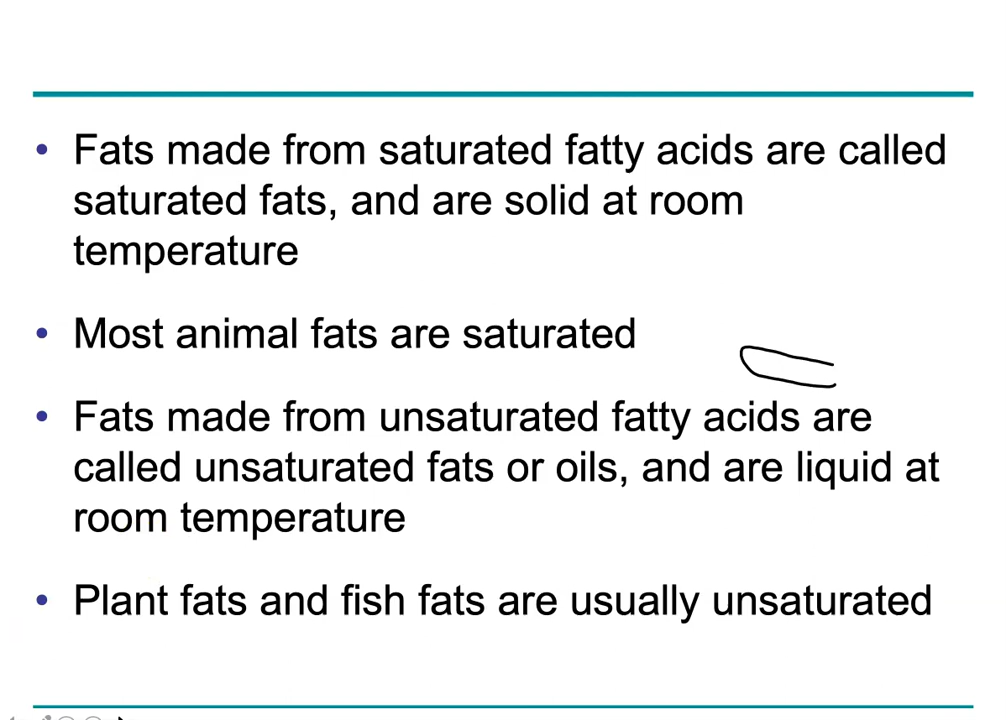 • Fats made from saturated fatty acids are called
saturated fats, and are solid at room
temperature
• Most animal fats are saturated
• Fats made from unsaturated fatty acids are
called unsaturated fats or oils, and are liquid at
room temperature
• Plant fats and fish fats are usually unsaturated